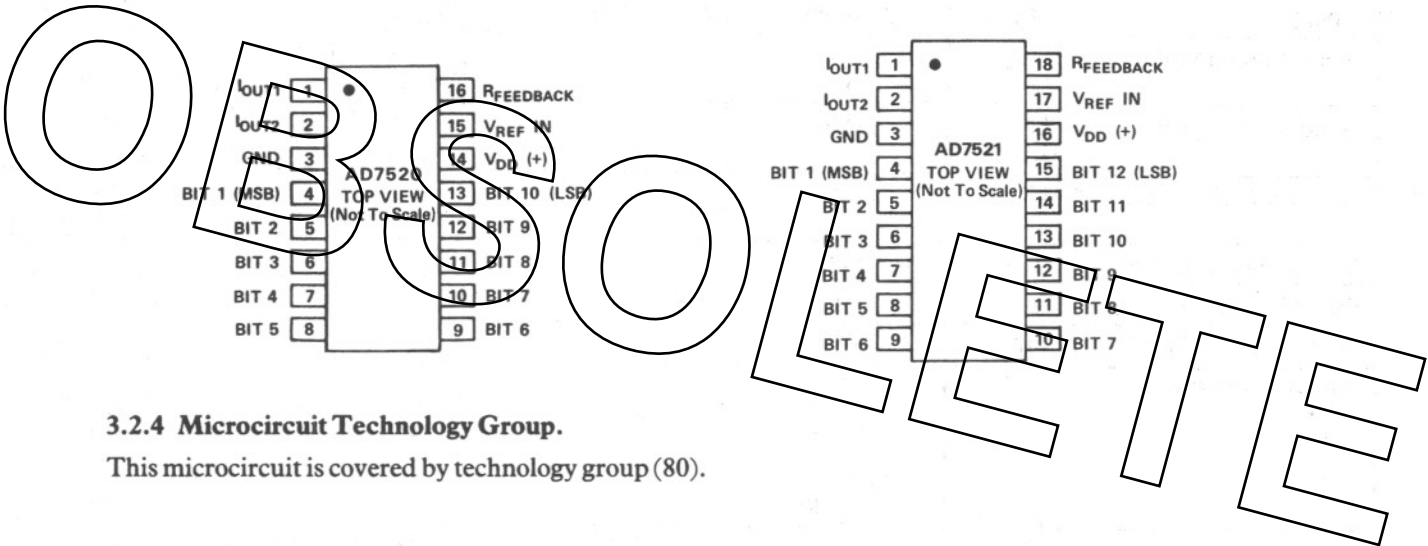 IOUT1 1
IOUT2 2
GND 3
BIT 1 (MSB) 4
BIT 2 5
BIT 3 6
BIT 4 7
BIT 5 8
AD7520
TOP VIEW
(Not To Scale)
16 RFEEDBACK
15 VREF IN
14 VDD (+)
13 BIT 10 (LSB)
12 BIT 9
11 BIT 8
10 BIT 7
9 BIT 6
IOUT1 1
IOUT2 2
GND 3
BIT 1 (MSB) 4
BIT 2 5
BIT 3 6
BIT 4 7
BIT 5 8
BIT 6 9
AD7521
TOP VIEW
(Not To Scale)
18 RFEEDBACK
17 VREF IN
16 VDD (+)
15 BIT 12 (LSB)
14 BIT 11
13 BIT 10
12 BIT 9
11 BIT 8
10 BIT 7
OBSOLETE
3.2.4 Microcircuit Technology Group.
This microcircuit is covered by technology group (80).